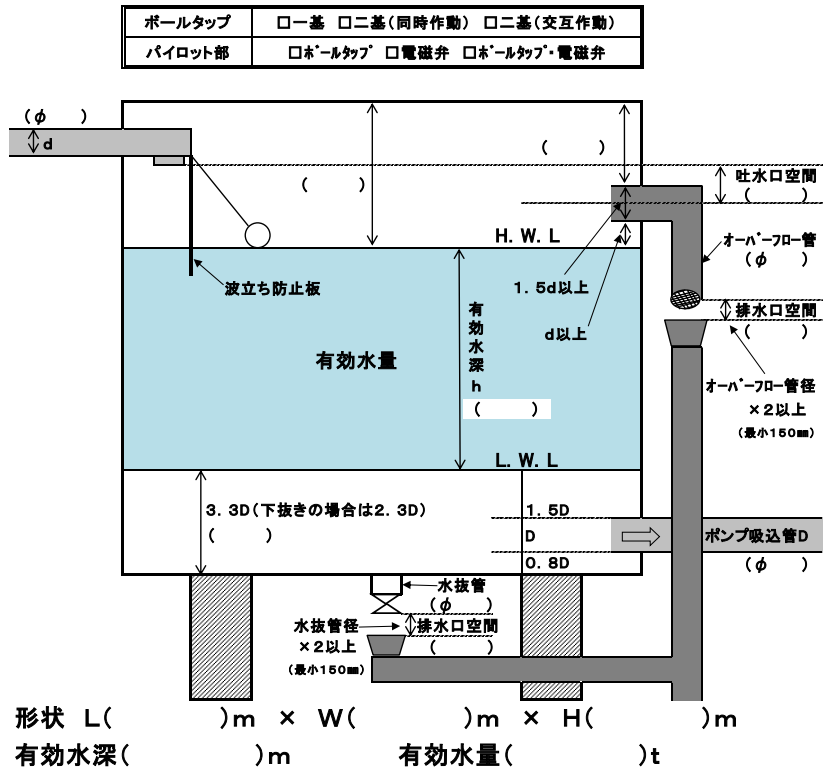 ボールタップ　□一基　□二基(同時作動)　□二基(交互作動)
パイロット部　□ﾎﾞｰﾙﾀｯﾌﾟ　□電磁弁　□ﾎﾞｰﾙﾀｯﾌﾟ・電磁弁
(φ　　)
d
(　　　)
(　　　)
吐水口空間
(　　　)
H.W.L
ｵｰﾊﾞｰﾌﾛｰ管
(φ　　)
波立ち防止板
1.5d以上
d以上
排水口空間
(　　　)
有効水量
有効水深h
(　　　)
ｵｰﾊﾞｰﾌﾛｰ管径
×2以上
(最小150㎜)
L.W.L
3.3D(下抜きの場合は2.3D)
(　　　)
1.5D
D
0.8D
ポンプ吸込管D
(φ　　)
水抜管
(φ　　)
水抜管径
×2以上
(最小150㎜)
排水口空間
(　　　)
形状　L(　　　　)m　×　W(　　　　)m　×　H(　　　　)m
有効水深(　　　　)m　　　有効水量(　　　　)t